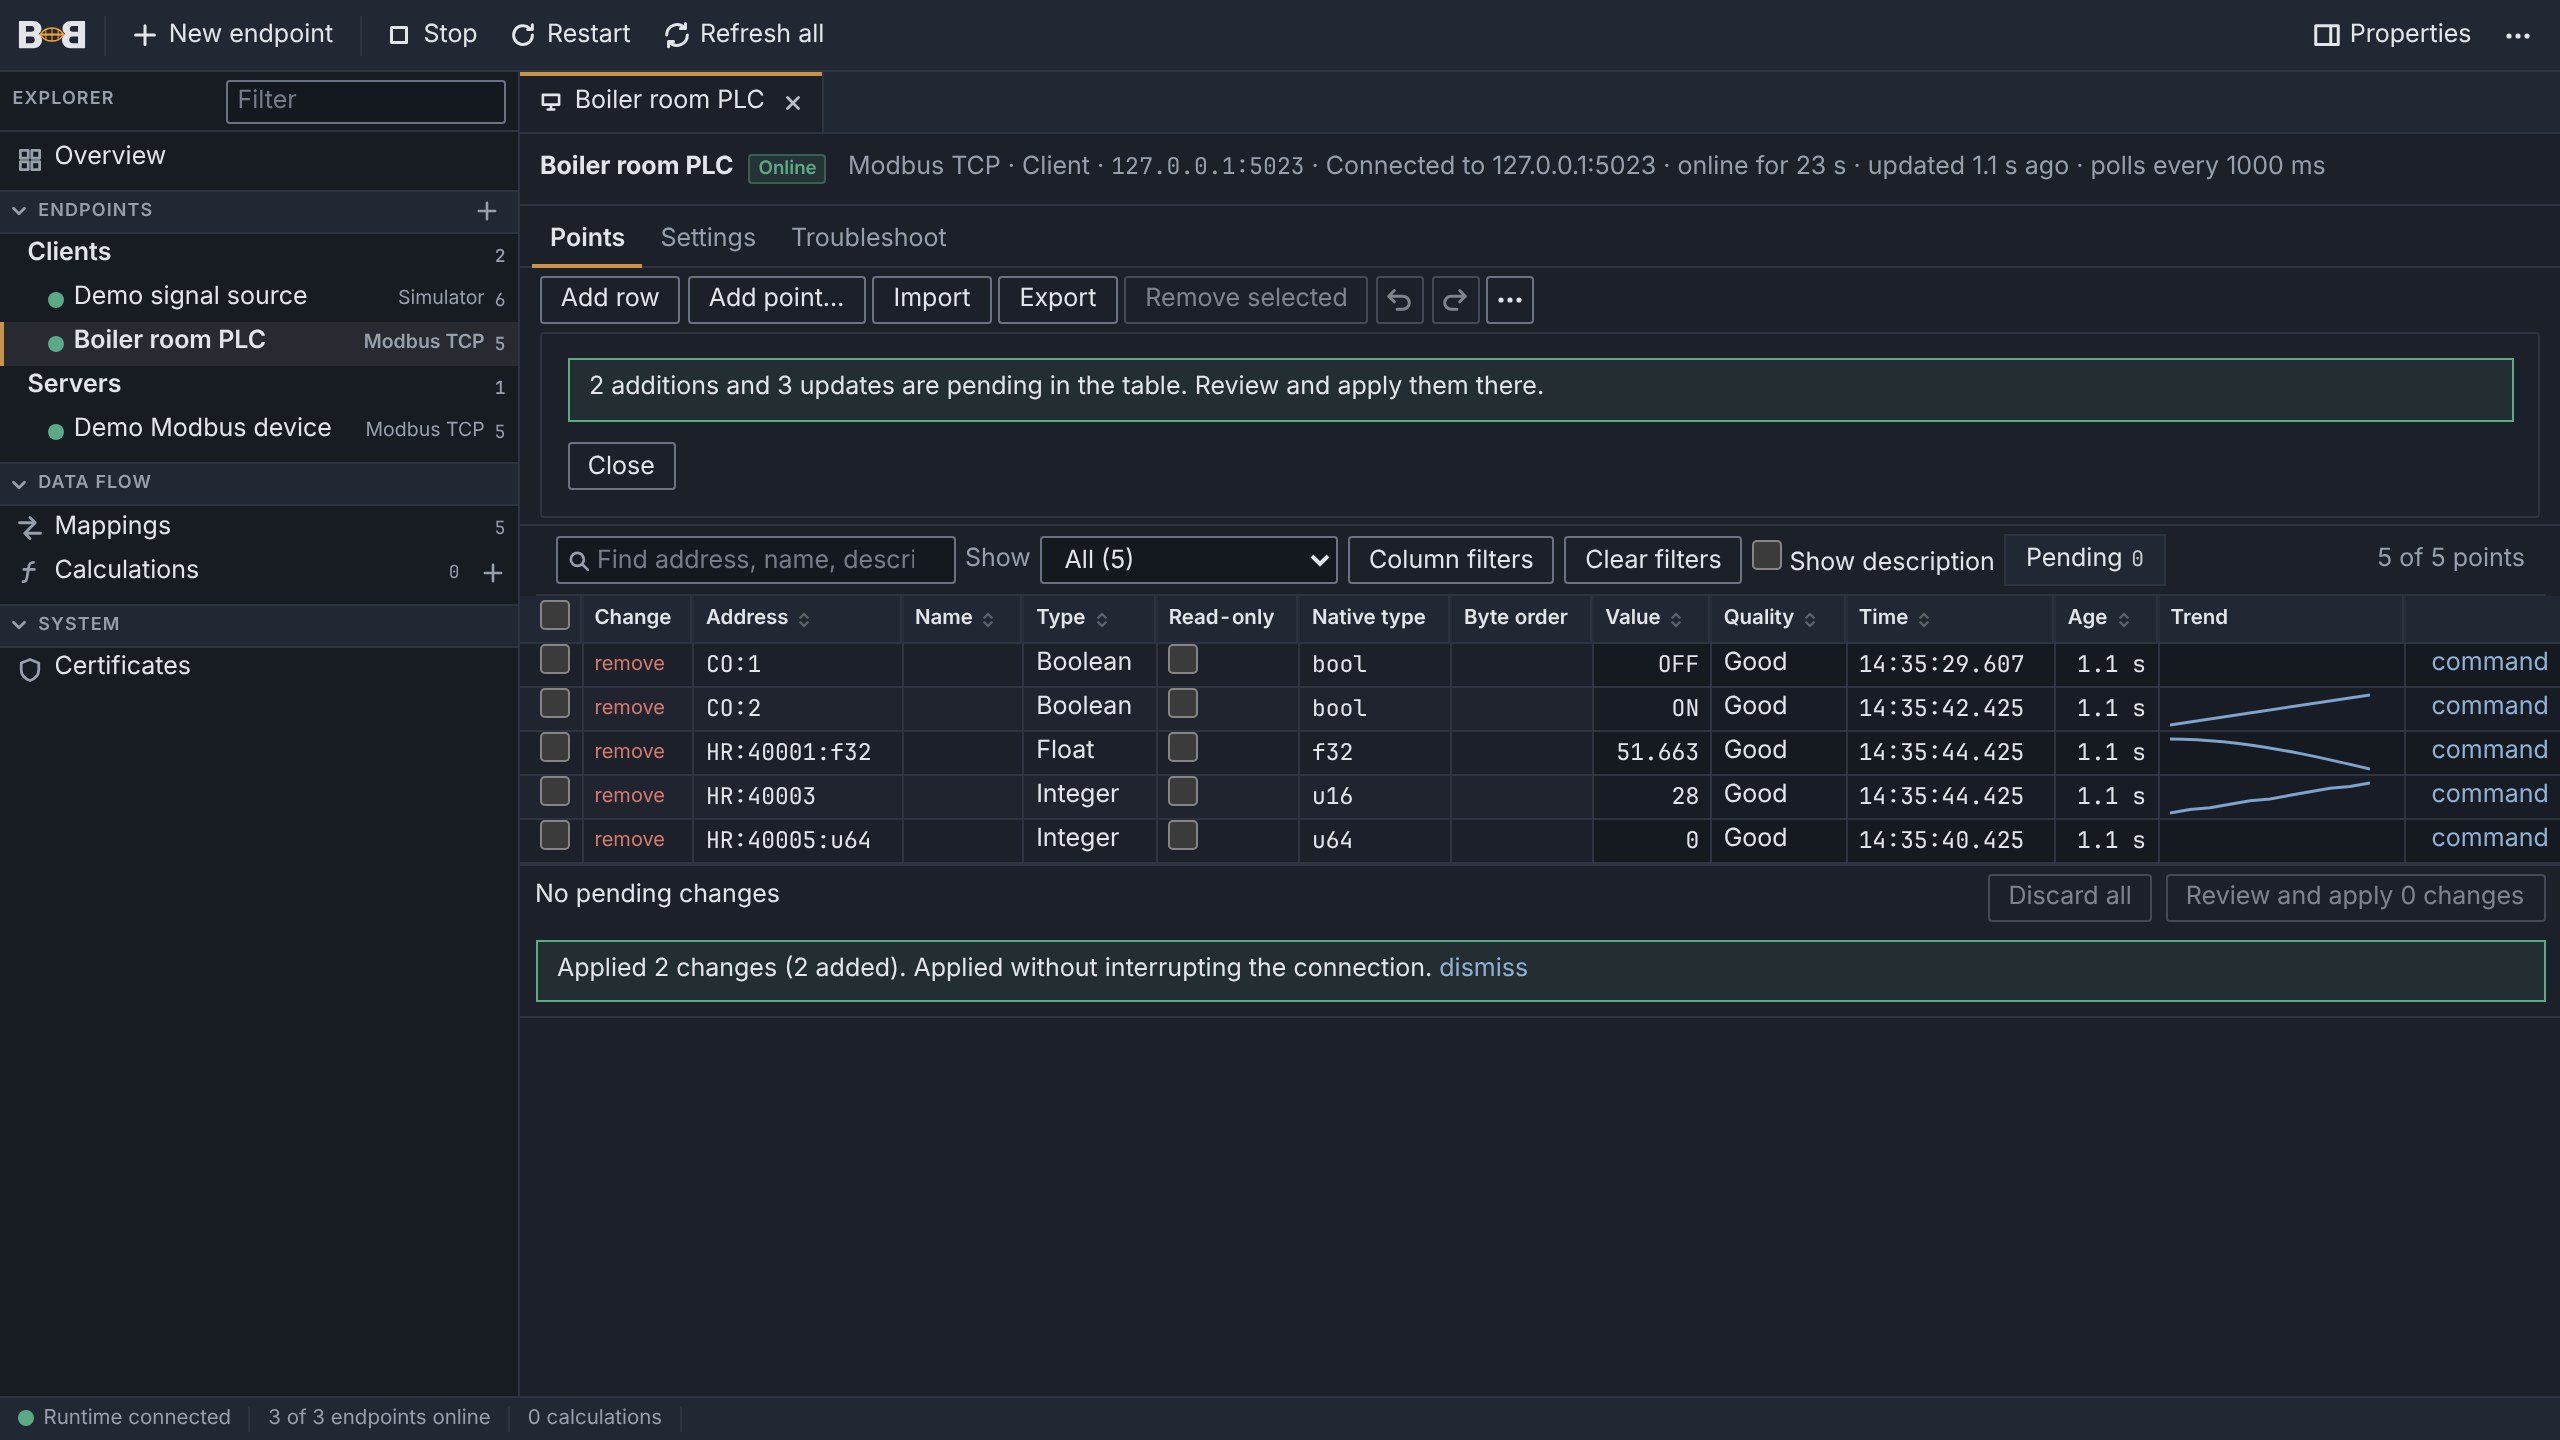 BOB
New endpoint
Stop
Restart
Refresh all
Properties
EXPLORER
Filter
Overview
ENDPOINTS
Clients 2
Demo signal source Simulator 6
Boiler room PLC Modbus TCP 5
Servers 1
Demo Modbus device Modbus TCP 5
DATA FLOW
Mappings 5
Calculations 0
SYSTEM
Certificates
Boiler room PLC
Boiler room PLC Online Modbus TCP · Client · 127.0.0.1:5023 · Connected to 127.0.0.1:5023 · online for 23 s · updated 1.1 s ago · polls every 1000 ms
Points Settings Troubleshoot
Add row Add point... Import Export Remove selected
2 additions and 3 updates are pending in the table. Review and apply them there.
Close
Find address, name, descri Show All (5) Column filters Clear filters Show description Pending 0 5 of 5 points
Change Address Name Type Read-only Native type Byte order Value Quality Time Age Trend
remove CO:1 Boolean bool OFF Good 14:35:29.607 1.1 s command
remove CO:2 Boolean bool ON Good 14:35:42.425 1.1 s command
remove HR:40001:f32 Float f32 51.663 Good 14:35:44.425 1.1 s command
remove HR:40003 Integer u16 28 Good 14:35:44.425 1.1 s command
remove HR:40005:u64 Integer u64 0 Good 14:35:40.425 1.1 s command
No pending changes Discard all Review and apply 0 changes
Applied 2 changes (2 added). Applied without interrupting the connection. dismiss
Runtime connected 3 of 3 endpoints online 0 calculations